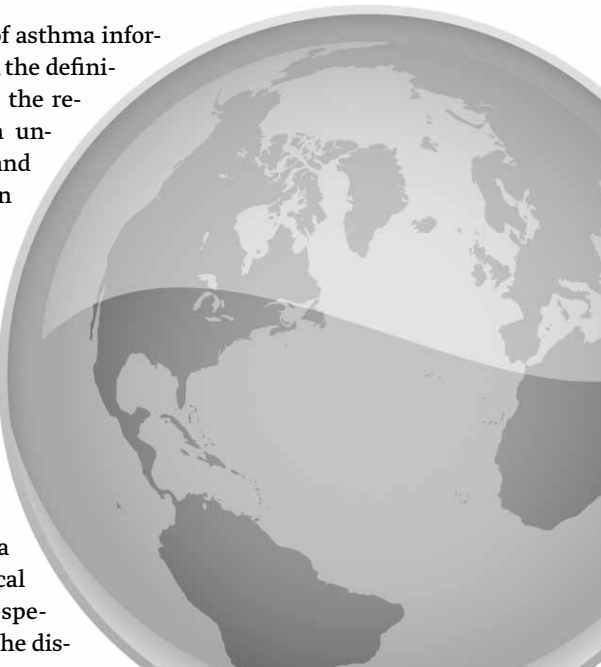 of asthma infor-
the defini-
the re-
un-
and
n
a
cal
spe-
he dis-